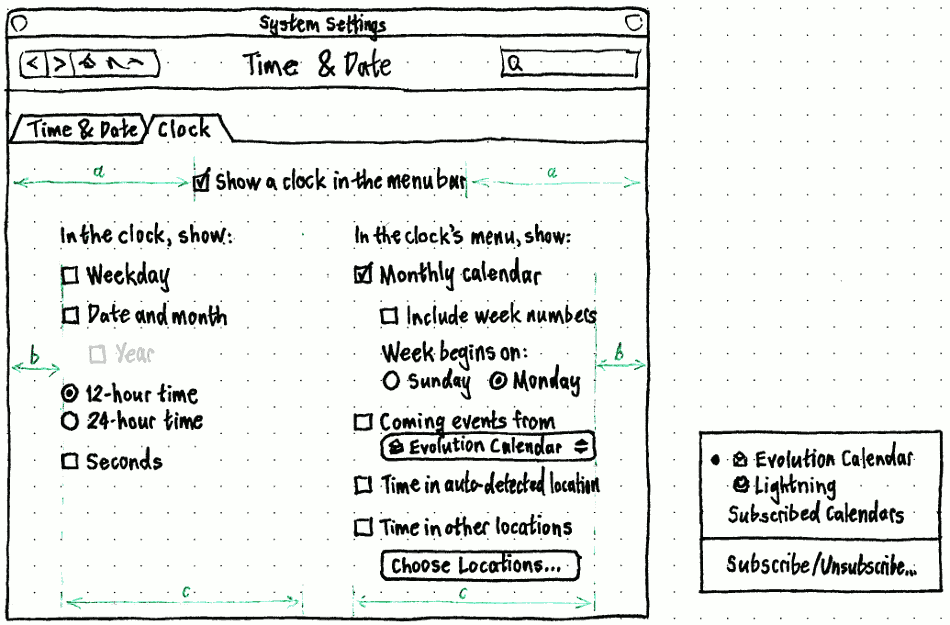 System Settings
Time & Date
Time & Date
Clock
a
Show a clock in the menu bar
a
In the clock, show:
Weekday
Date and month
Year
12-hour time
24-hour time
Seconds
b
c
In the clock's menu, show:
Monthly calendar
Include week numbers
Week begins on:
Sunday Monday
Coming events from
Evolution Calendar
Time in auto-detected location
Time in other locations
Choose Locations...
b
c
Evolution Calendar
Lightning
Subscribed Calendars
Subscribe/Unsubscribe...